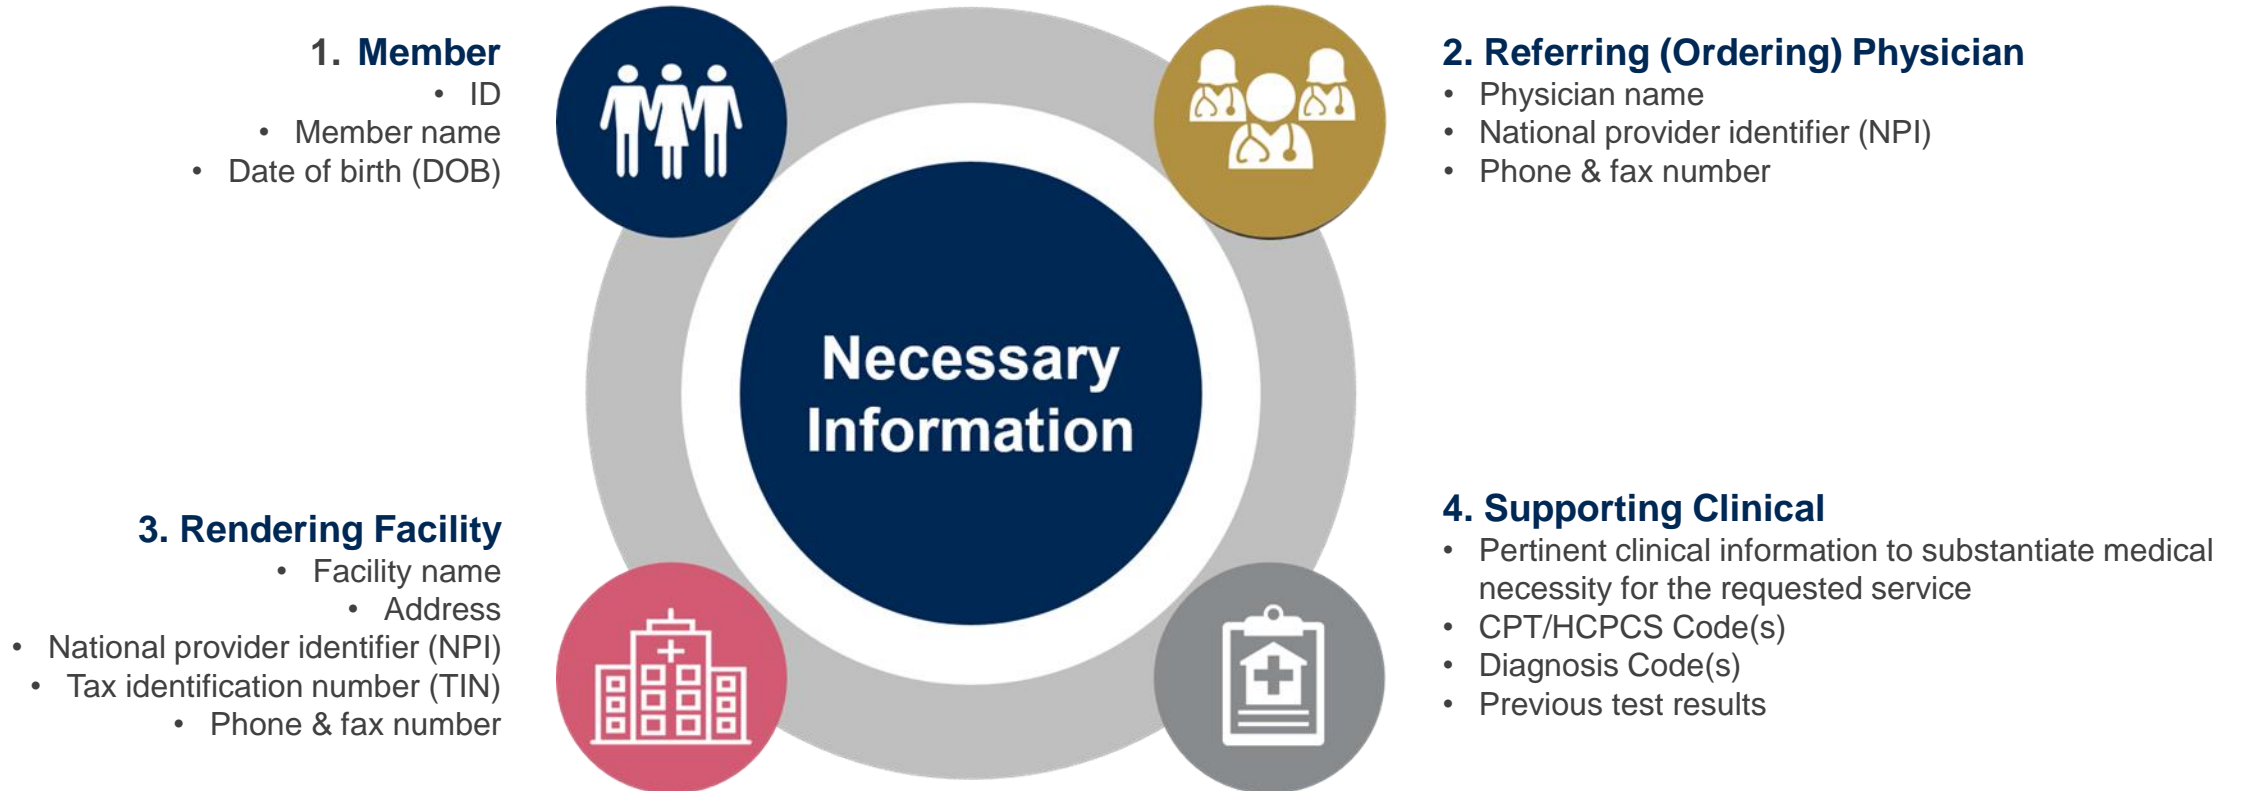 1. Member
• ID
• Member name
• Date of birth (DOB)
2. Referring (Ordering) Physician
• Physician name
• National provider identifier (NPI)
• Phone & fax number
Necessary
Information
3. Rendering Facility
• Facility name
• Address
• National provider identifier (NPI)
• Tax identification number (TIN)
• Phone & fax number
4. Supporting Clinical
• Pertinent clinical information to substantiate medical
necessity for the requested service
• CPT/HCPCS Code(s)
• Diagnosis Code(s)
• Previous test results